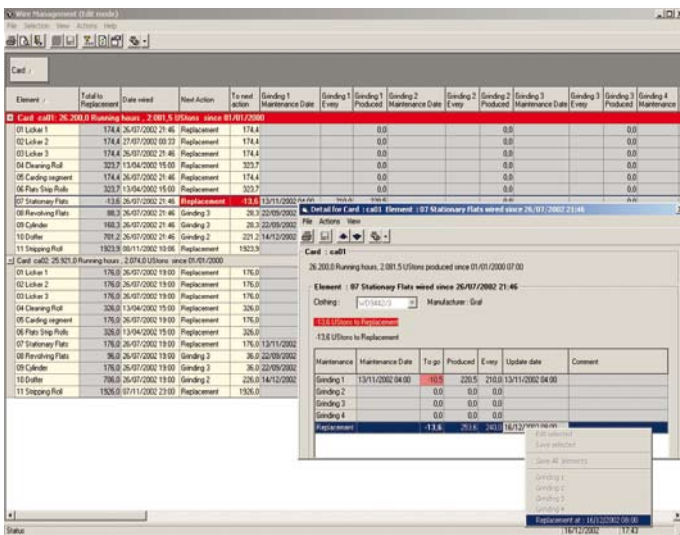 Wire Management (Edit mode)
File Selection View Actions Help
Card
Element Total to Replacement Date wired Next Action To next action Grinding 1 Maintenance Date Grinding 1 Every Grinding 1 Produced Grinding 2 Maintenance Date Grinding 2 Every Grinding 2 Produced Grinding 3 Maintenance Date Grinding 3 Every Grinding 3 Produced Grinding 4 Maintenance
Card ca01: 26.200,0 Running hours , 2.081,5 UStons since 01/01/2000
01 Licker 1 174,4 26/07/2002 21:46 Replacement 174,4 0,0 0,0 0,0
02 Licker 2 174,4 27/07/2002 00:33 Replacement 174,4 0,0 0,0 0,0
03 Licker 3 174,4 26/07/2002 21:46 Replacement 174,4 0,0 0,0 0,0
04 Cleaning Roll 323,7 13/04/2002 15:00 Replacement 323,7 0,0 0,0 0,0
05 Carding segment 174,4 26/07/2002 21:46 Replacement 174,4 0,0 0,0 0,0
06 Flats Strip Rolls 323,7 13/04/2002 15:00 Replacement 323,7 0,0 0,0 0,0
07 Stationary Flats -13,6 26/07/2002 21:46 Replacement -13,6 13/11/2002 04:00 210,0 220,5 0,0 0,0
08 Revolving Flats 88,3 26/07/2002 21:46 Grinding 3 28,3 22/09/2002
09 Cylinder 168,3 26/07/2002 21:46 Grinding 3 28,3 22/09/2002
10 Doffer 701,2 26/07/2002 21:46 Grinding 2 221,2 14/12/2002
11 Stripping Roll 1923,9 08/11/2002 10:06 Replacement 1923,9
Card ca02: 25.921,0 Running hours , 2.074,0 UStons since 01/01/2000
01 Licker 1 176,0 26/07/2002 19:00 Replacement 176,0
02 Licker 2 176,0 26/07/2002 19:00 Replacement 176,0
03 Licker 3 176,0 26/07/2002 19:00 Replacement 176,0
04 Cleaning Roll 326,0 13/04/2002 15:00 Replacement 326,0
05 Carding segment 176,0 26/07/2002 19:00 Replacement 176,0
06 Flats Strip Rolls 326,0 13/04/2002 15:00 Replacement 326,0
07 Stationary Flats 176,0 26/07/2002 19:00 Replacement 176,0 13/11/2002
08 Revolving Flats 96,0 26/07/2002 19:00 Grinding 3 36,0 22/09/2002
09 Cylinder 176,0 26/07/2002 19:00 Grinding 3 36,0 22/09/2002
10 Doffer 706,0 26/07/2002 19:00 Grinding 2 226,0 14/12/2002
11 Stripping Roll 1926,0 07/11/2002 23:00 Replacement 1926,0
Detail for Card : ca01 Element : 07 Stationary Flats wired since 26/07/2002 21:46
File Actions View
Card : ca01
26.200,0 Running hours, 2.081,5 UStons produced since 01/01/2000 07:00
Element : 07 Stationary Flats wired since 26/07/2002 21:46
Clothing : Manufacturer : Graf
-13,6 UStons to Replacement
-13,6 UStons to Replacement
Maintenance Maintenance Date To go Produced Every Update date Comment
Grinding 1 13/11/2002 04:00 -10,5 220,5 210,0 13/11/2002 04:00
Grinding 2 0,0 0,0 0,0
Grinding 3 0,0 0,0
Grinding 4 0,0 0,0
Replacement -13,6 253,6 240,0 16/12/2002 08:00
Edit selected
Save selected
Save All elements
Grinding 1
Grinding 2
Grinding 3
Grinding 4
Replacement at : 16/12/2002 08:00
Status 16/12/2002 17:43